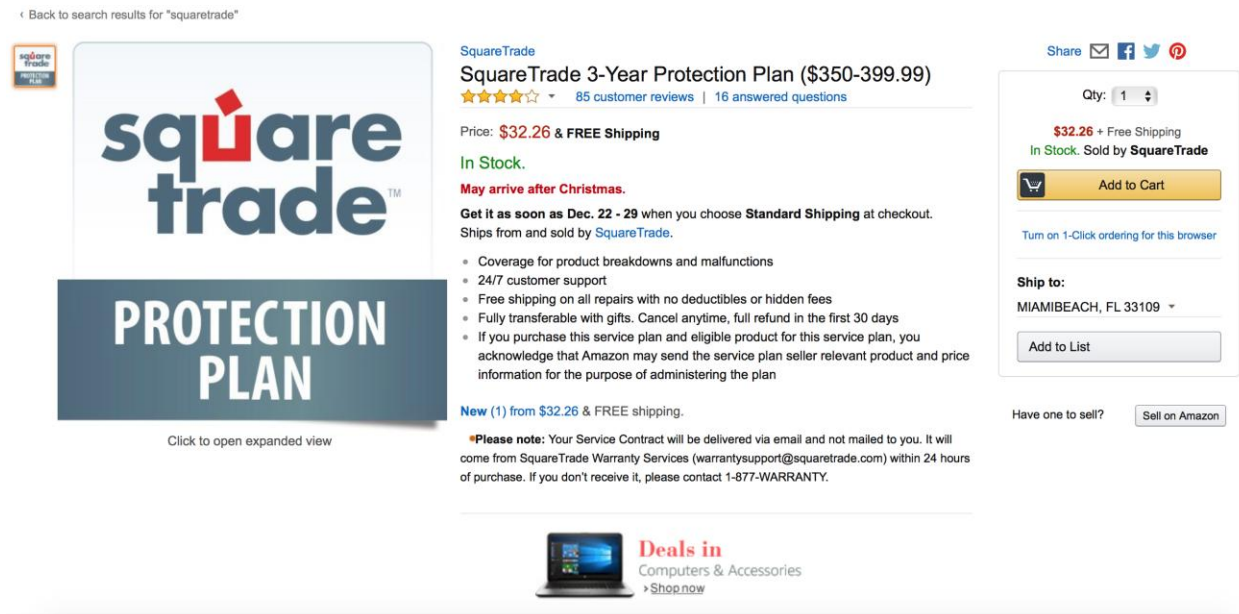 ‹ Back to search results for "squaretrade"
square
trade
PROTECTION
PLAN
square
trade™
PROTECTION
PLAN
Click to open expanded view
SquareTrade
SquareTrade 3-Year Protection Plan ($350-399.99)
85 customer reviews | 16 answered questions
Price: $32.26 & FREE Shipping
In Stock.
May arrive after Christmas.
Get it as soon as Dec. 22 - 29 when you choose Standard Shipping at checkout.
Ships from and sold by SquareTrade.
Coverage for product breakdowns and malfunctions
24/7 customer support
Free shipping on all repairs with no deductibles or hidden fees
Fully transferable with gifts. Cancel anytime, full refund in the first 30 days
If you purchase this service plan and eligible product for this service plan, you
acknowledge that Amazon may send the service plan seller relevant product and price
information for the purpose of administering the plan
New (1) from $32.26 & FREE shipping.
Please note: Your Service Contract will be delivered via email and not mailed to you. It will
come from SquareTrade Warranty Services (warrantysupport@squaretrade.com) within 24 hours
of purchase. If you don't receive it, please contact 1-877-WARRANTY.
Deals in
Computers & Accessories
› Shop now
Share
Qty: 1
$32.26 + Free Shipping
In Stock. Sold by SquareTrade
Add to Cart
Turn on 1-Click ordering for this browser
Ship to:
MIAMIBEACH, FL 33109
Add to List
Have one to sell? Sell on Amazon